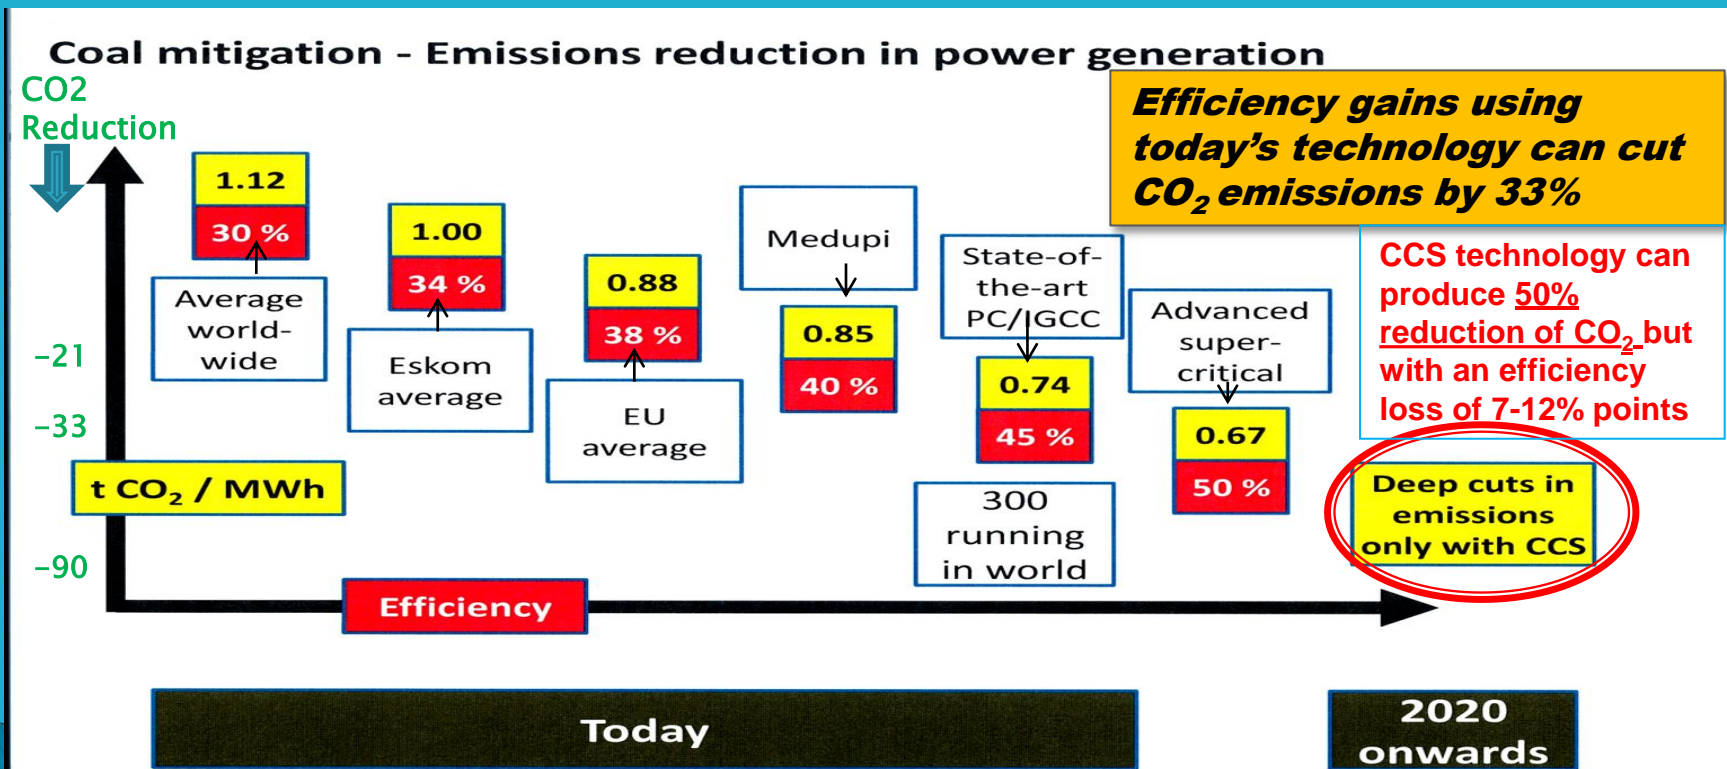 Coal mitigation - Emissions reduction in power generation
CO2
Reduction
Efficiency gains using
today's technology can cut
CO₂ emissions by 33%
CCS technology can
produce 50%
reduction of CO₂ but
with an efficiency
loss of 7-12% points
1.12
30 %
Average
world-
wide
1.00
34 %
Eskom
average
0.88
38 %
EU
average
Medupi
0.85
40 %
State-of-
the-art
PC/IGCC
0.74
45 %
300
running
in world
Advanced
super-
critical
0.67
50 %
Deep cuts in
emissions
only with CCS
-21
-33
t CO₂ / MWh
-90
Efficiency
Today
2020
onwards